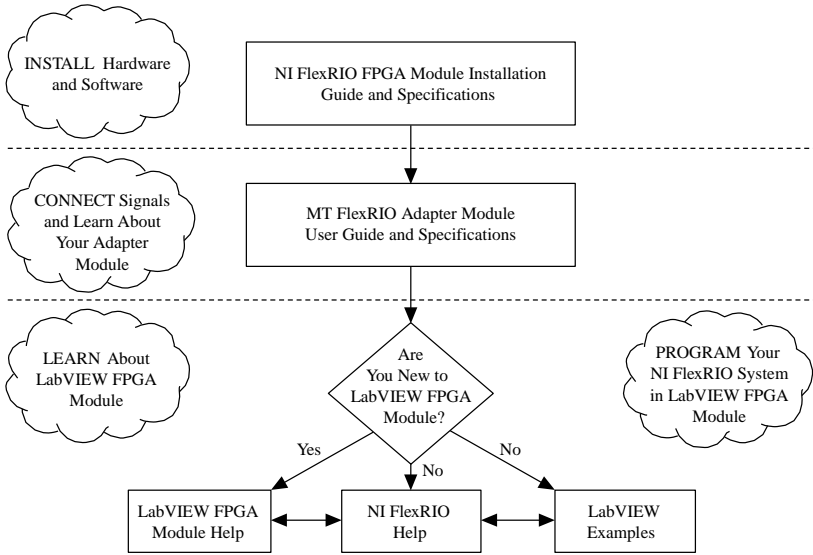 INSTALL Hardware
and Software
NI FlexRIO FPGA Module Installation
Guide and Specifications
CONNECT Signals
and Learn About
Your Adapter
Module
MT FlexRIO Adapter Module
User Guide and Specifications
LEARN About
LabVIEW FPGA
Module
Are
You New to
LabVIEW FPGA
Module?
PROGRAM Your
NI FlexRIO System
in LabVIEW FPGA
Module
Yes
No
No
LabVIEW FPGA
Module Help
NI FlexRIO
Help
LabVIEW
Examples